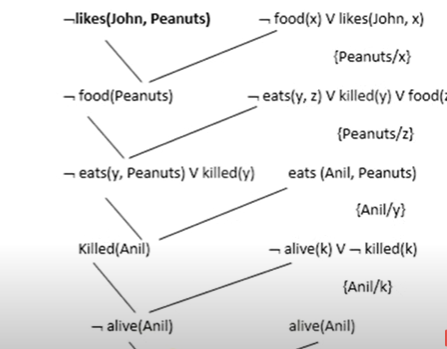 ¬likes(John, Peanuts) ¬ food(x) V likes(John, x)
{Peanuts/x}
¬ food(Peanuts) ¬ eats(y, z) V killed(y) V food(
{Peanuts/z}
¬ eats(y, Peanuts) V killed(y) eats (Anil, Peanuts)
{Anil/y}
Killed(Anil) ¬ alive(k) V ¬ killed(k)
{Anil/k}
¬ alive(Anil) alive(Anil)